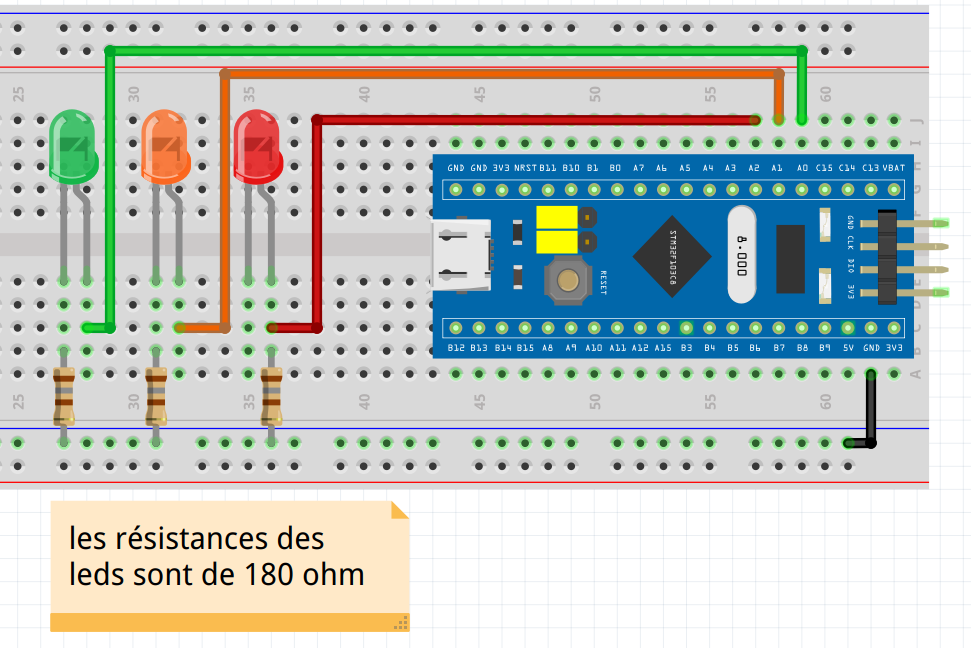 25 30 35 40 45 50 55 60
J
I
H
G
F
GND GND 3V3 NRST B11 B10 B1 B0 A7 A6 A5 A4 A3 A2 A1 A0 C15 C14 C13 VBAT
STM32F103C8
8.000
RESET
GND
CLK
DIO
3V3
E
D
C
B
A
B12 B13 B14 B15 A8 A9 A10 A11 A12 A15 B3 B4 B5 B6 B7 B8 B9 5V GND 3V3
25 30 35 40 45 50 55 60
les résistances des
leds sont de 180 ohm